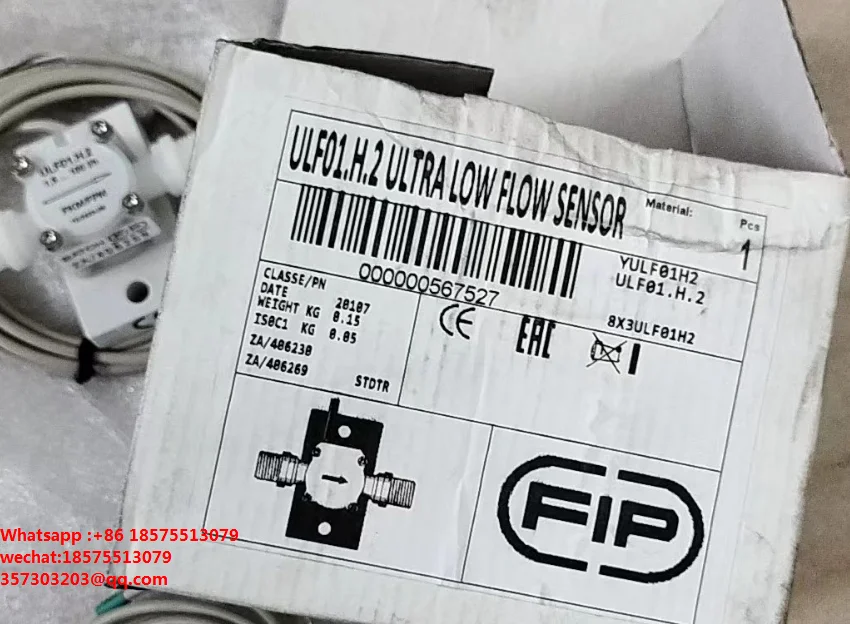 ULF01.H.2
ULF01.H.2 ULTRA LOW FLOW SENSOR
Material:
Pcs
1
YULF01H2
ULF01.H.2
000000567527
8X3ULF01H2
CLASSE/PN
DATE 20107
WEIGHT KG 0.15
ISOC1 KG 0.05
ZA/406230
ZA/406269
STDTR
CE
EAC
FIP
Whatsapp :+86 18575513079
wechat:18575513079
357303203@qq.com